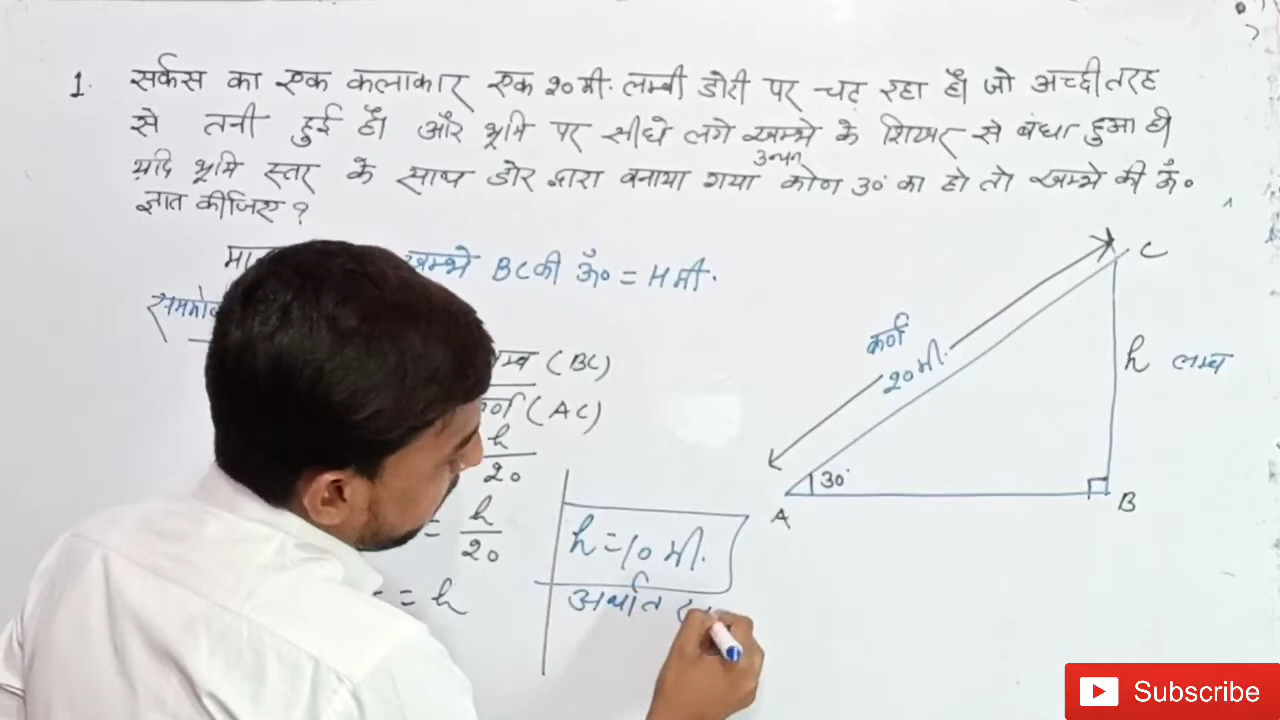 1. सर्कस का एक कलाकार एक 20 मी. लम्बी डोरी पर चढ़ रहा है। जो अच्छी तरह
से तनी हुई है। और भूमि पर सीधे लगे खम्भे के शिखर से बंधा हुआ है।
यदि भूमि स्तर के साथ डोर द्वारा बनाया गया कोण 30° का हो तो खम्भे की ऊँ०
ज्ञात कीजिए?
खम्भे BC की ऊँ० = H मी.
(BC)
(AC)
h
20
= h
20
= h
h = 10 मी.
अर्थात
C
कर्ण
20 मी.
h लम्ब
30°
A
B
Subscribe